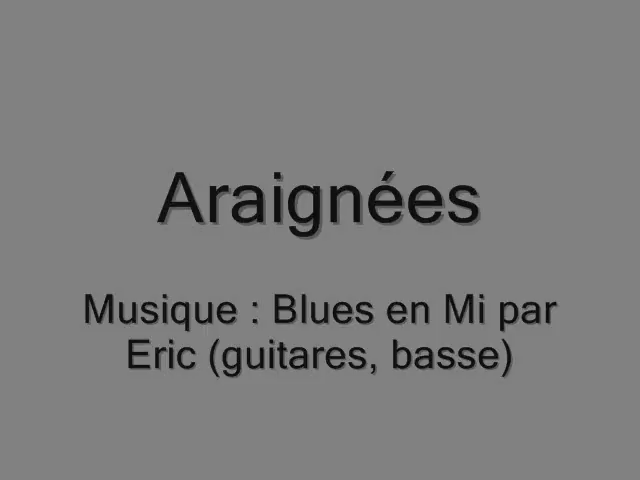 Araignées
Musique : Blues en Mi par
Eric (guitares, basse)